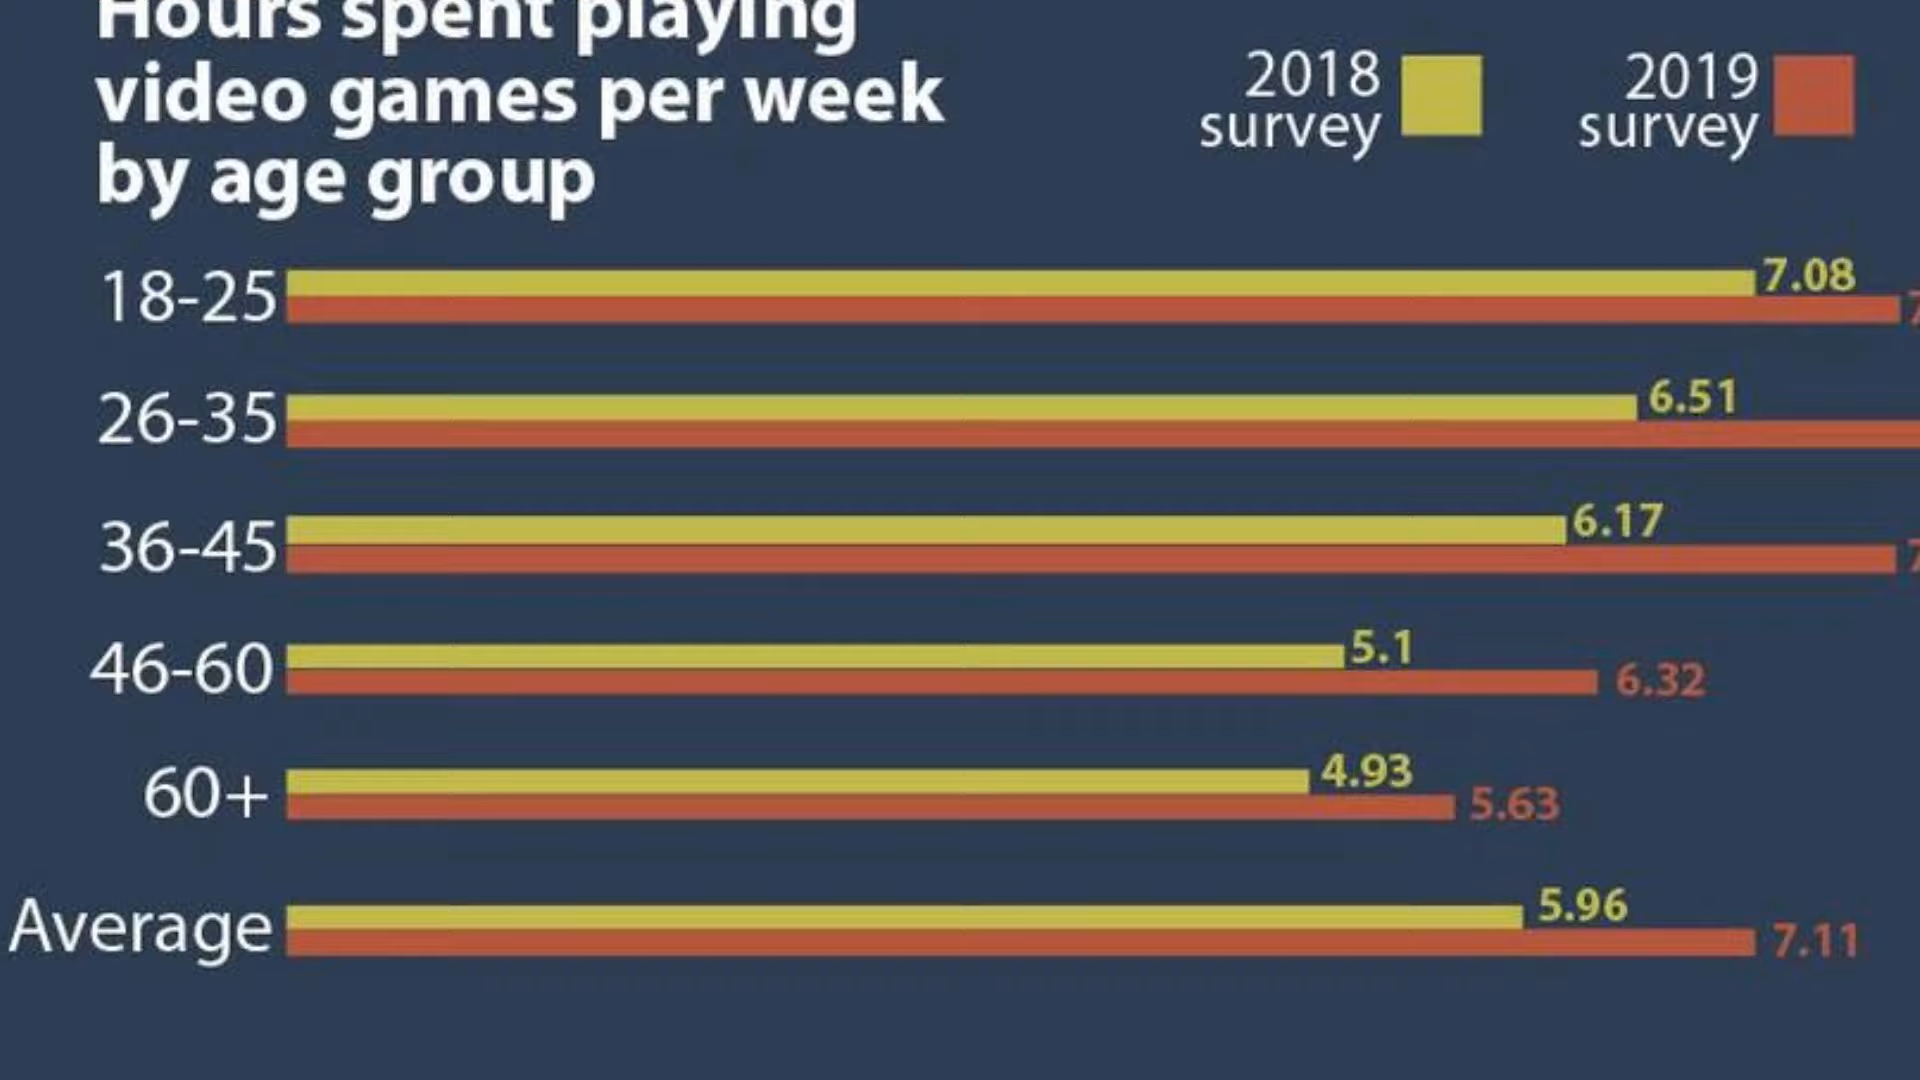 Hours spent playing
video games per week
by age group
2018
survey
2019
survey
18-25
7.08
26-35
6.51
36-45
6.17
46-60
5.1
6.32
60+
4.93
5.63
Average
5.96
7.11